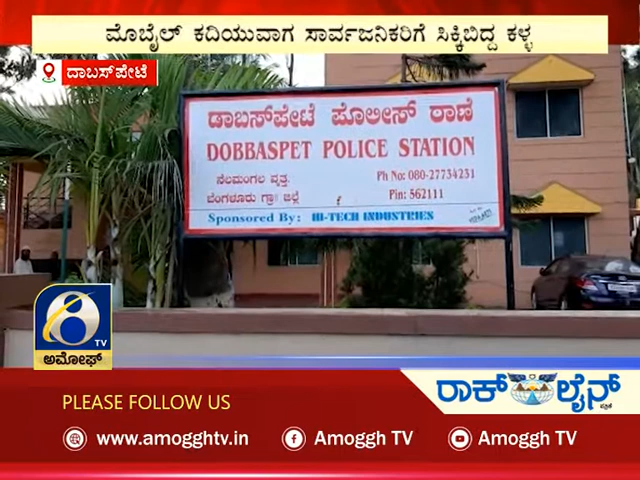 ಮೊಬೈಲ್ ಕದಿಯುವಾಗ ಸಾರ್ವಜನಿಕರಿಗೆ ಸಿಕ್ಕಿಬಿದ್ದ ಕಳ್ಳ
ದಾಬಸ್‌ಪೇಟೆ
ಡಾಬಸ್‌ಪೇಟೆ ಪೊಲೀಸ್ ಠಾಣೆ
DOBBASPET POLICE STATION
ನೆಲಮಂಗಲ ವೃತ್ತ
Ph No: 080-27734231
ಬೆಂಗಳೂರು ಗ್ರಾ|| ಜಿಲ್ಲೆ
Pin: 562111
Sponsored By: HI-TECH INDUSTRIES
TV
ಅಮೋಘ್
ರಾಕ್ ಲೈನ್
PLEASE FOLLOW US
www.amogghtv.in
Amoggh TV
Amoggh TV